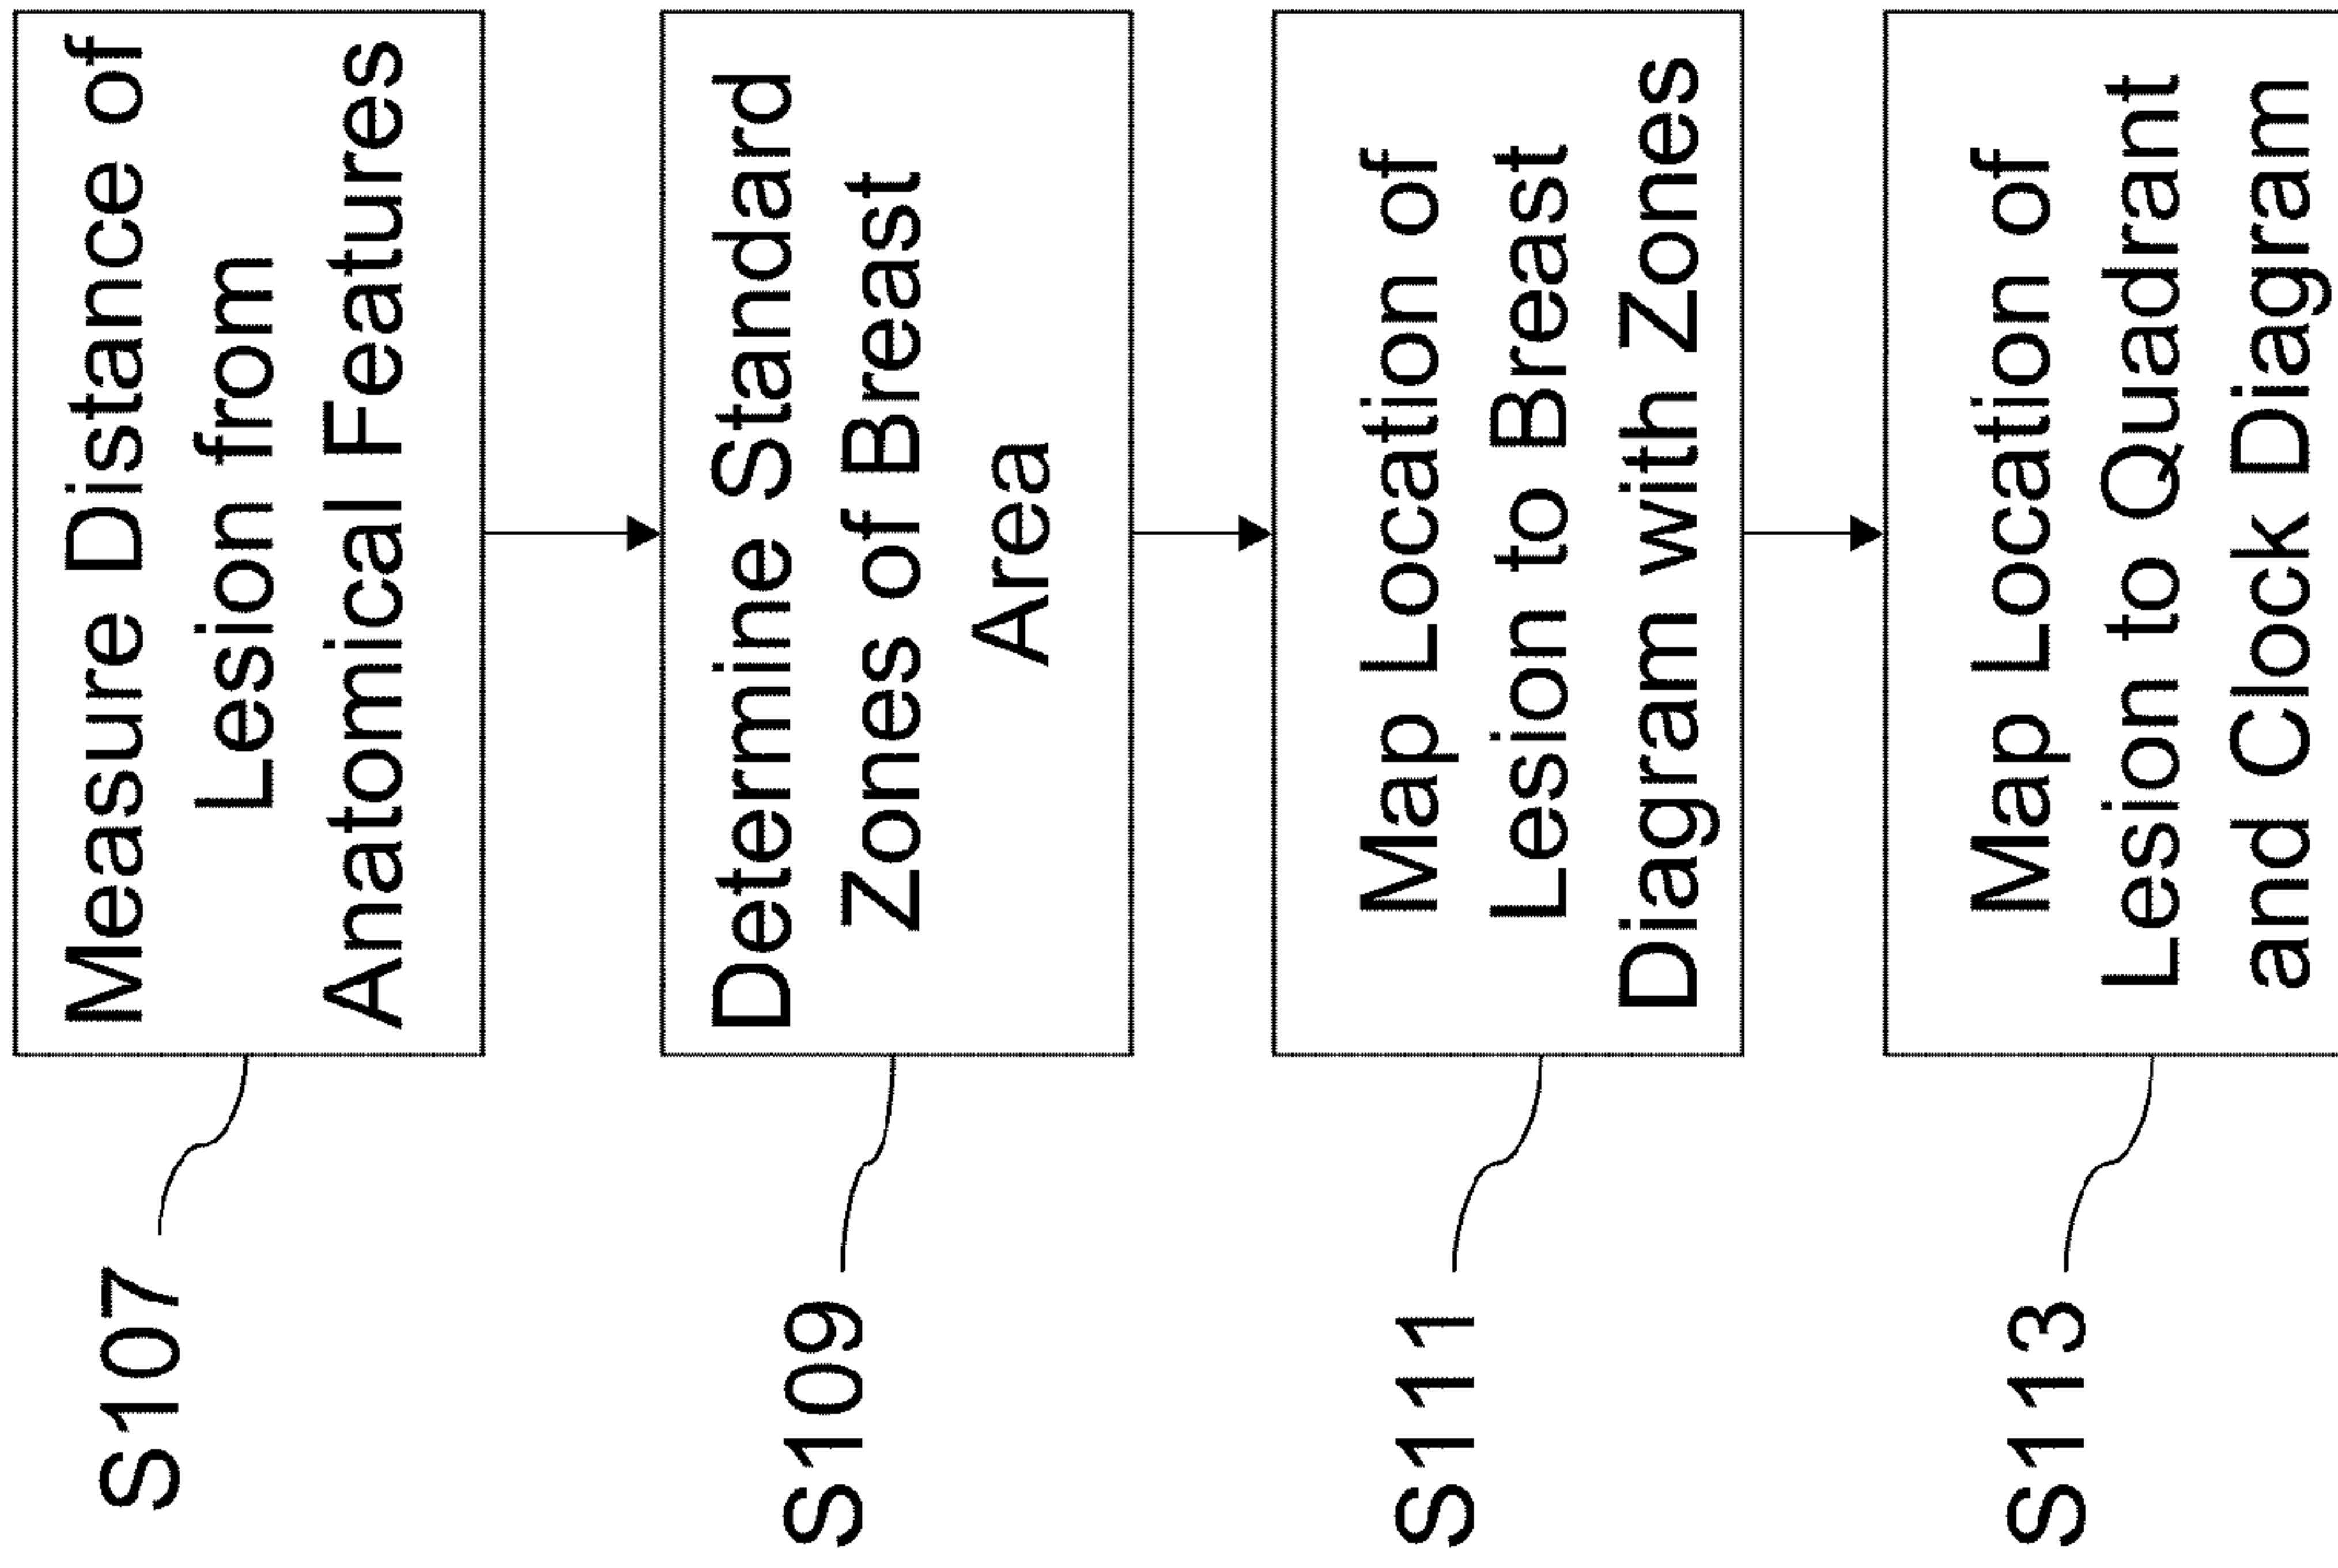 S107
Measure Distance of
Lesion from
Anatomical Features
S109
Determine Standard
Zones of Breast
Area
S111
Map Location of
Lesion to Breast
Diagram with Zones
S113
Map Location of
Lesion to Quadrant
and Clock Diagram